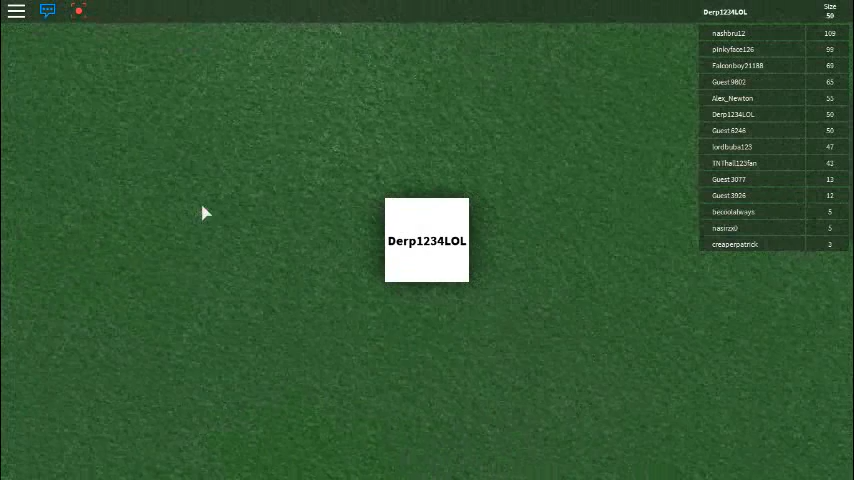 Derp1234LOL Size 50
nashbru12 109
pinkyface126 99
Falconboy21188 69
Guest 9802 65
Alex_Newton 55
Derp1234LOL 50
Guest 6246 50
lordbuba123 47
TNThall123fan 42
Guest 3077 13
Guest 3926 12
becoolalways 5
nasirzx0 5
creaperpatrick 3
Derp1234LOL